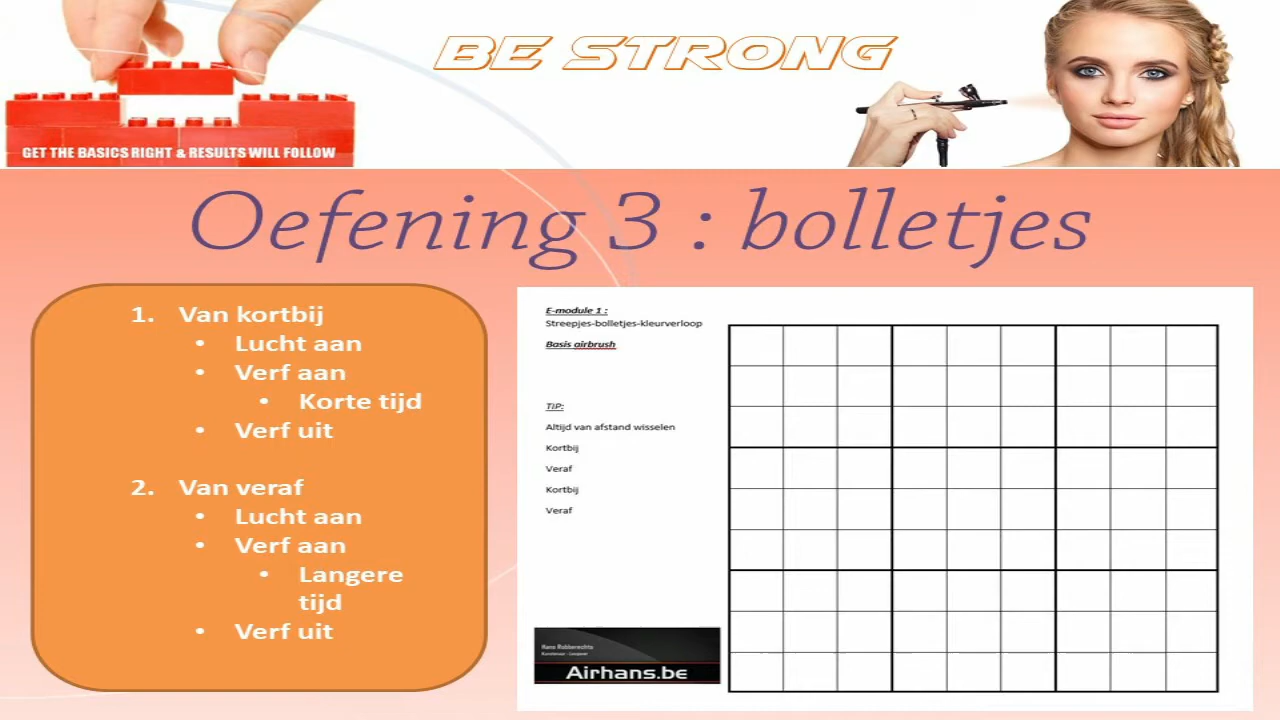 BE STRONG
GET THE BASICS RIGHT & RESULTS WILL FOLLOW
Oefening 3 : bolletjes
1. Van kortbij
• Lucht aan
• Verf aan
• Korte tijd
• Verf uit
2. Van veraf
• Lucht aan
• Verf aan
• Langere
tijd
• Verf uit
E-module 1 :
Streepjes-bolletjes-kleurverloop
Basis airbrush
TIP:
Altijd van afstand wisselen
Kortbij
Veraf
Kortbij
Veraf
Hans Robberechts
Airhans.be